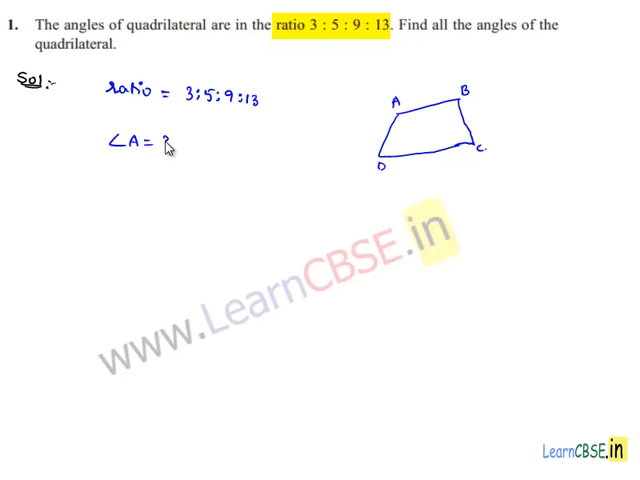 1. The angles of quadrilateral are in the ratio 3 : 5 : 9 : 13. Find all the angles of the
quadrilateral.
Sol:-
ratio = 3:5:9:13
A
B
∠A = 3
D
C
www.LearnCBSE.in
LearnCBSE.in